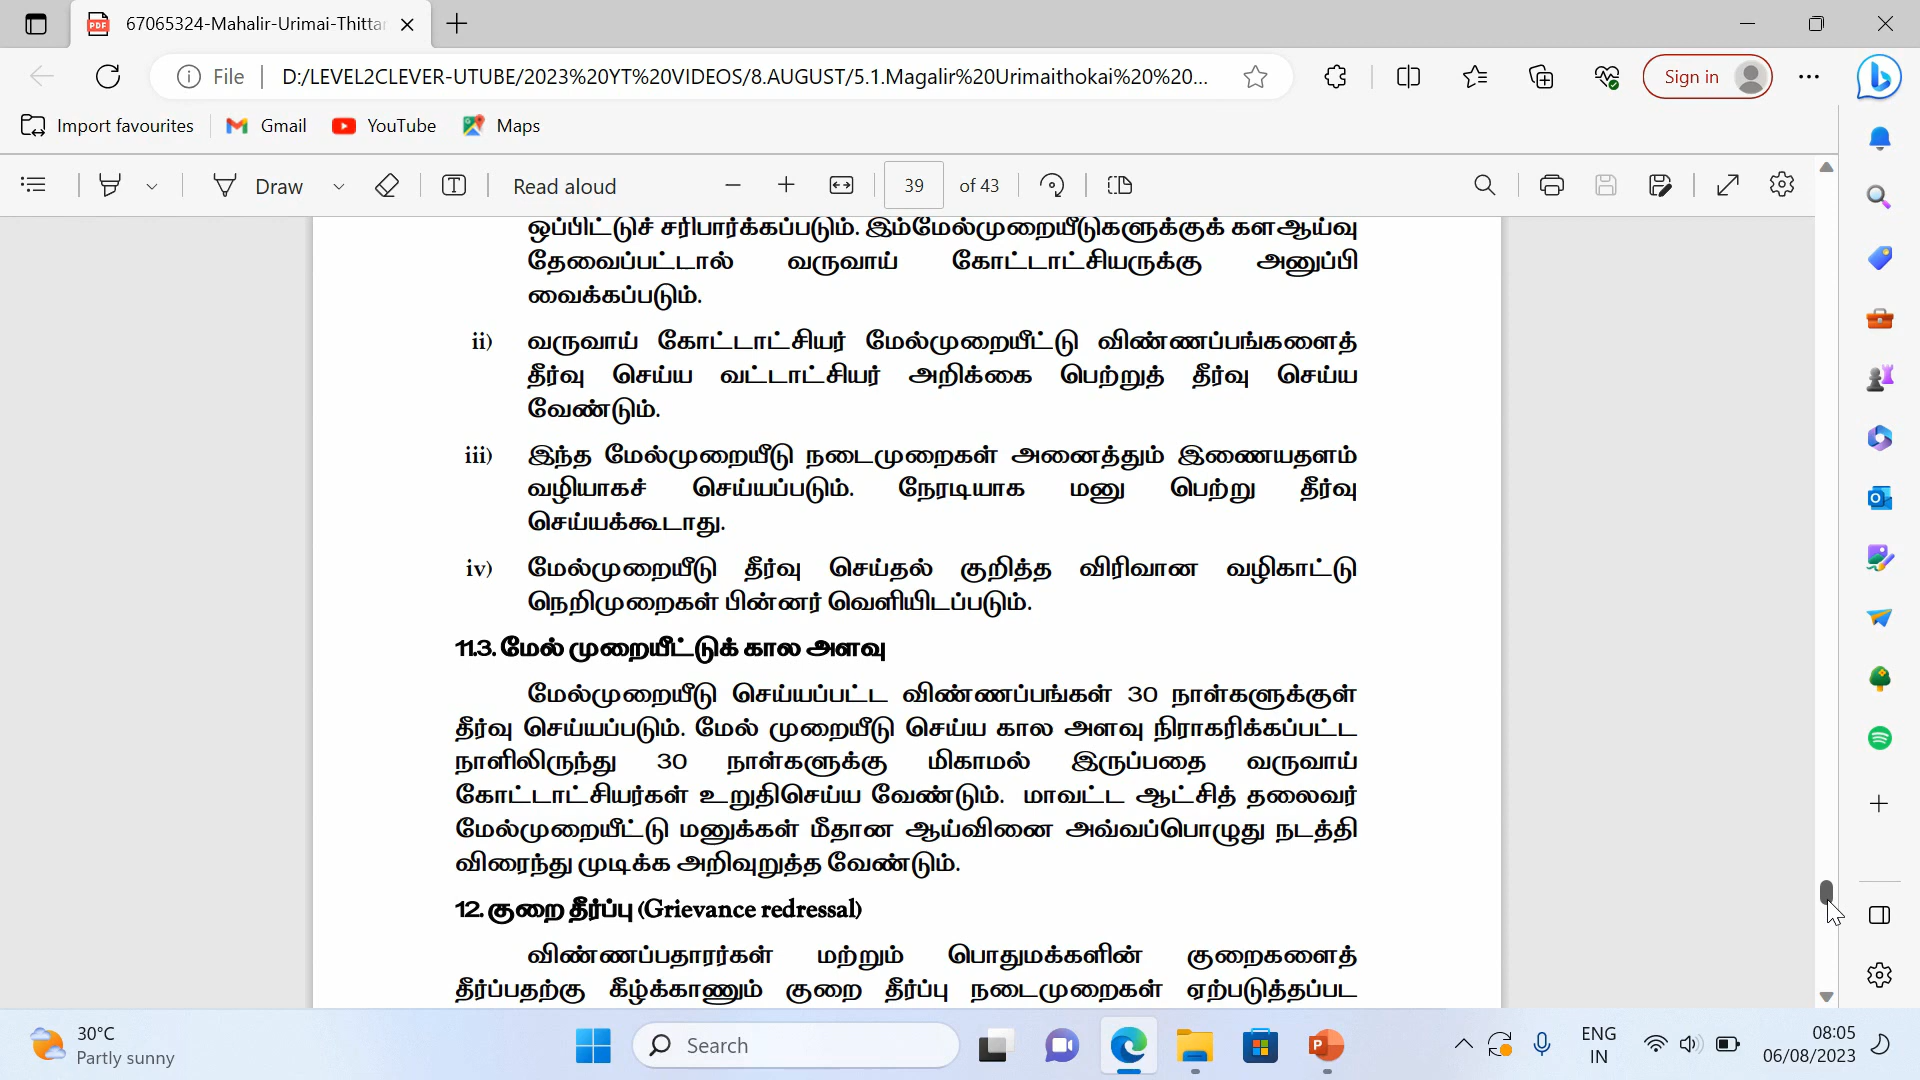 67065324-Mahalir-Urimai-Thitta
File
D:/LEVEL2CLEVER-UTUBE/2023%20YT%20VIDEOS/8.AUGUST/5.1.Magalir%20Urimaithokai%20%20...
Sign in
Import favourites
Gmail
YouTube
Maps
Draw
Read aloud
39 of 43
ஒப்பிட்டுச் சரிபார்க்கப்படும். இம்மேல்முறையீடுகளுக்குக் களஆய்வு
தேவைப்பட்டால் வருவாய் கோட்டாட்சியருக்கு அனுப்பி
வைக்கப்படும்.
ii) வருவாய் கோட்டாட்சியர் மேல்முறையீட்டு விண்ணப்பங்களைத்
தீர்வு செய்ய வட்டாட்சியர் அறிக்கை பெற்றுத் தீர்வு செய்ய
வேண்டும்.
iii) இந்த மேல்முறையீடு நடைமுறைகள் அனைத்தும் இணையதளம்
வழியாகச் செய்யப்படும். நேரடியாக மனு பெற்று தீர்வு
செய்யக்கூடாது.
iv) மேல்முறையீடு தீர்வு செய்தல் குறித்த விரிவான வழிகாட்டு
நெறிமுறைகள் பின்னர் வெளியிடப்படும்.
11.3. மேல் முறையீட்டுக் கால அளவு
மேல்முறையீடு செய்யப்பட்ட விண்ணப்பங்கள் 30 நாள்களுக்குள்
தீர்வு செய்யப்படும். மேல் முறையீடு செய்ய கால அளவு நிராகரிக்கப்பட்ட
நாளிலிருந்து 30 நாள்களுக்கு மிகாமல் இருப்பதை வருவாய்
கோட்டாட்சியர்கள் உறுதிசெய்ய வேண்டும். மாவட்ட ஆட்சித் தலைவர்
மேல்முறையீட்டு மனுக்கள் மீதான ஆய்வினை அவ்வப்பொழுது நடத்தி
விரைந்து முடிக்க அறிவுறுத்த வேண்டும்.
12. குறை தீர்ப்பு (Grievance redressal)
விண்ணப்பதாரர்கள் மற்றும் பொதுமக்களின் குறைகளைத்
தீர்ப்பதற்கு கீழ்க்காணும் குறை தீர்ப்பு நடைமுறைகள் ஏற்படுத்தப்பட
30°C
Partly sunny
Search
ENG
IN
08:05
06/08/2023